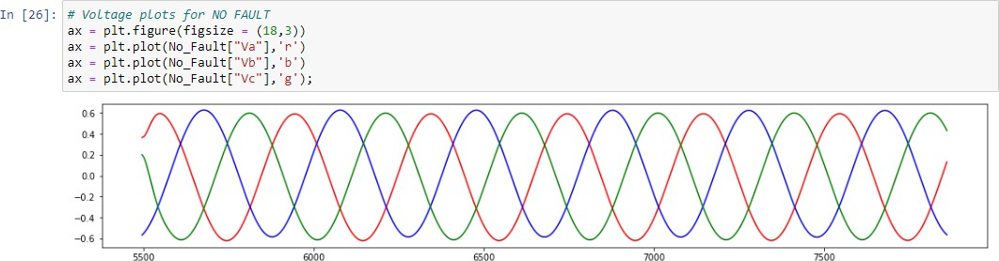 In [26]: # Voltage plots for NO FAULT
ax = plt.figure(figsize = (18,3))
ax = plt.plot(No_Fault["Va"],'r')
ax = plt.plot(No_Fault["Vb"],'b')
ax = plt.plot(No_Fault["Vc"],'g');
0.6
0.4
0.2
0.0
−0.2
−0.4
−0.6
5500 6000 6500 7000 7500